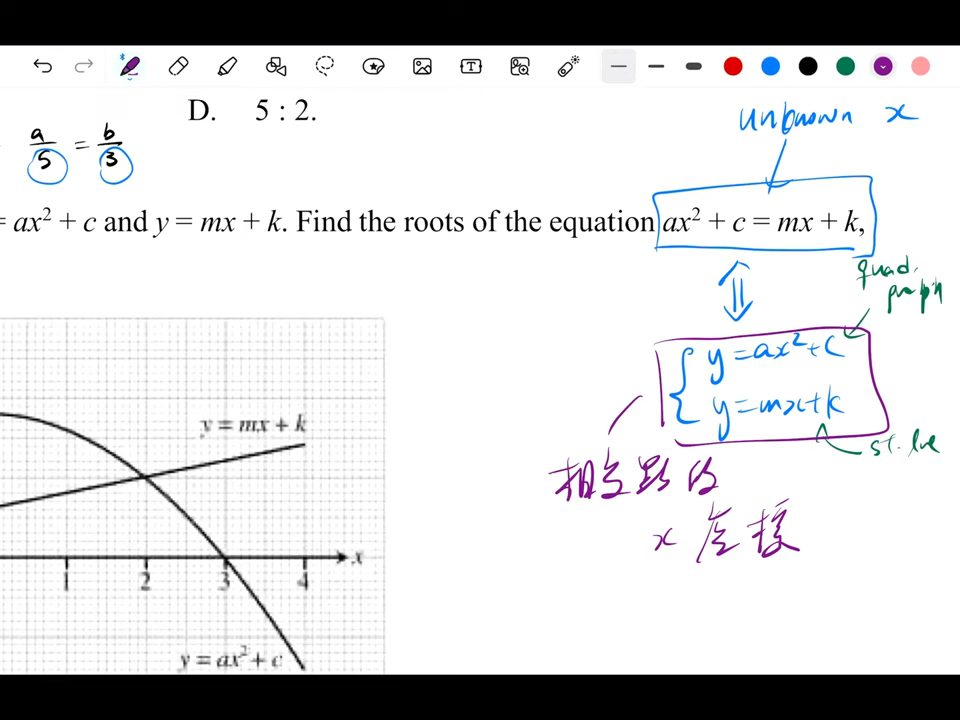 D. 5 : 2.
unknown x
a/5 = b/3
= ax² + c and y = mx + k. Find the roots of the equation ax² + c = mx + k,
quad. graph
y = ax² + c
y = mx + k
st. line
y = mx + k
相交點的
x 座標
x
1 2 3 4
y = ax² + c